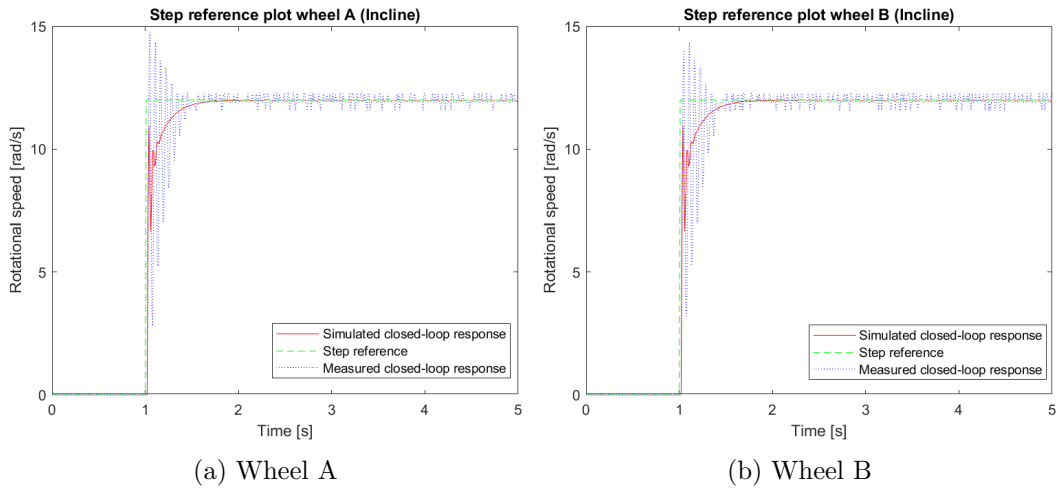 Step reference plot wheel A (Incline)
15
10
5
0
Rotational speed [rad/s]
Simulated closed-loop response
Step reference
Measured closed-loop response
0 1 2 3 4 5
Time [s]
(a) Wheel A
Step reference plot wheel B (Incline)
15
10
5
0
Rotational speed [rad/s]
Simulated closed-loop response
Step reference
Measured closed-loop response
0 1 2 3 4 5
Time [s]
(b) Wheel B